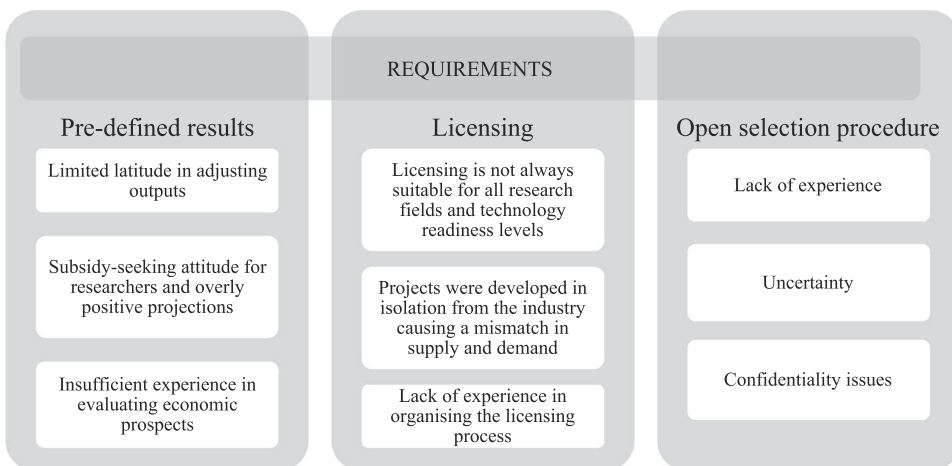 REQUIREMENTS
Pre-defined results
Limited latitude in adjusting
outputs
Subsidy-seeking attitude for
researchers and overly
positive projections
Insufficient experience in
evaluating economic
prospects
Licensing
Licensing is not always
suitable for all research
fields and technology
readiness levels
Projects were developed in
isolation from the industry
causing a mismatch in
supply and demand
Lack of experience in
organising the licensing
process
Open selection procedure
Lack of experience
Uncertainty
Confidentiality issues